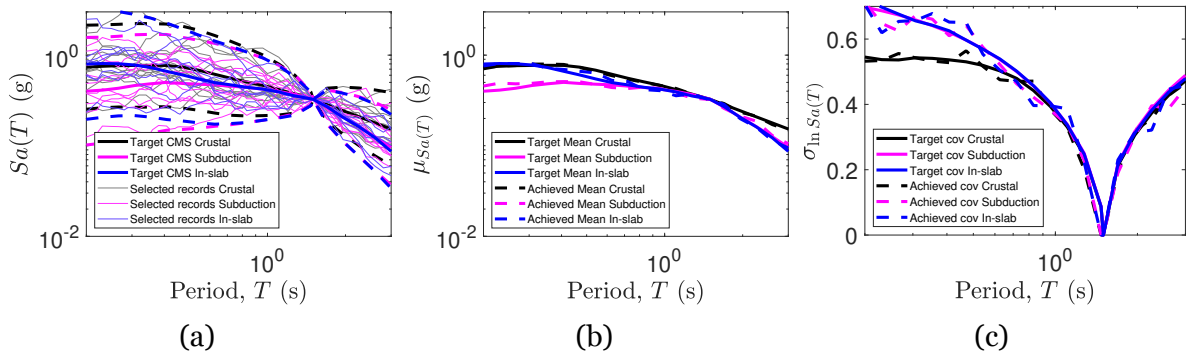 Sa(T) (g)
10^0
10^-2
Target CMS Crustal
Target CMS Subduction
Target CMS In-slab
Selected records Crustal
Selected records Subduction
Selected records In-slab
10^0
Period, T (s)
(a)
μ_Sa(T) (g)
10^0
10^-2
Target Mean Crustal
Target Mean Subduction
Target Mean In-slab
Achieved Mean Crustal
Achieved Mean Subduction
Achieved Mean In-slab
10^0
Period, T (s)
(b)
σ_ln Sa(T)
0.6
0.4
0.2
0
Target cov Crustal
Target cov Subduction
Target cov In-slab
Achieved cov Crustal
Achieved cov Subduction
Achieved cov In-slab
10^0
Period, T (s)
(c)